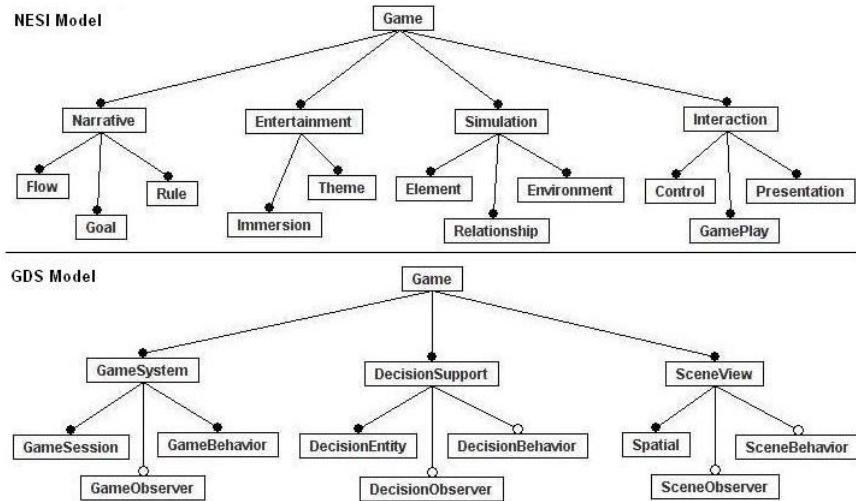 NESI Model
Game
Narrative
Entertainment
Simulation
Interaction
Flow
Rule
Theme
Element
Environment
Control
Presentation
Goal
Immersion
Relationship
GamePlay
GDS Model
Game
GameSystem
DecisionSupport
SceneView
GameSession
GameBehavior
DecisionEntity
DecisionBehavior
Spatial
SceneBehavior
GameObserver
DecisionObserver
SceneObserver